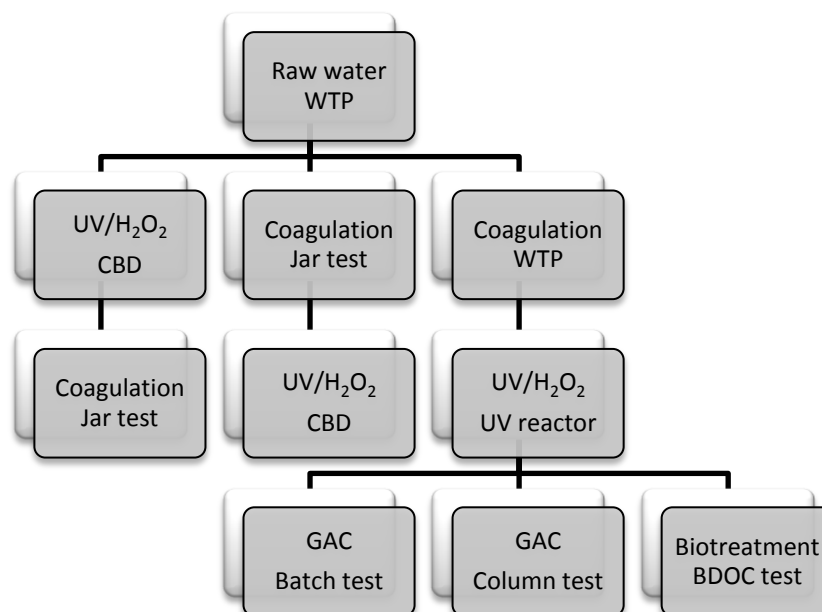 Raw water
WTP
UV/H₂O₂
CBD
Coagulation
Jar test
Coagulation
WTP
Coagulation
Jar test
UV/H₂O₂
CBD
UV/H₂O₂
UV reactor
GAC
Batch test
GAC
Column test
Biotreatment
BDOC test